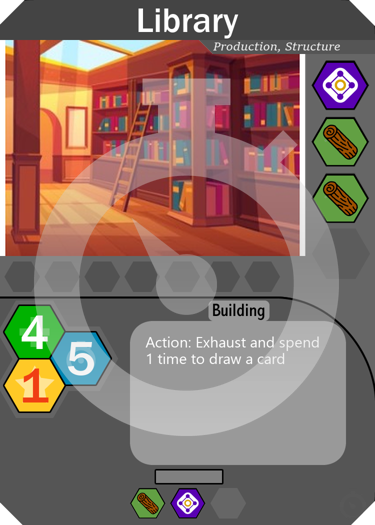 Library
Production, Structure
Building
4
5
1
Action: Exhaust and spend
1 time to draw a card